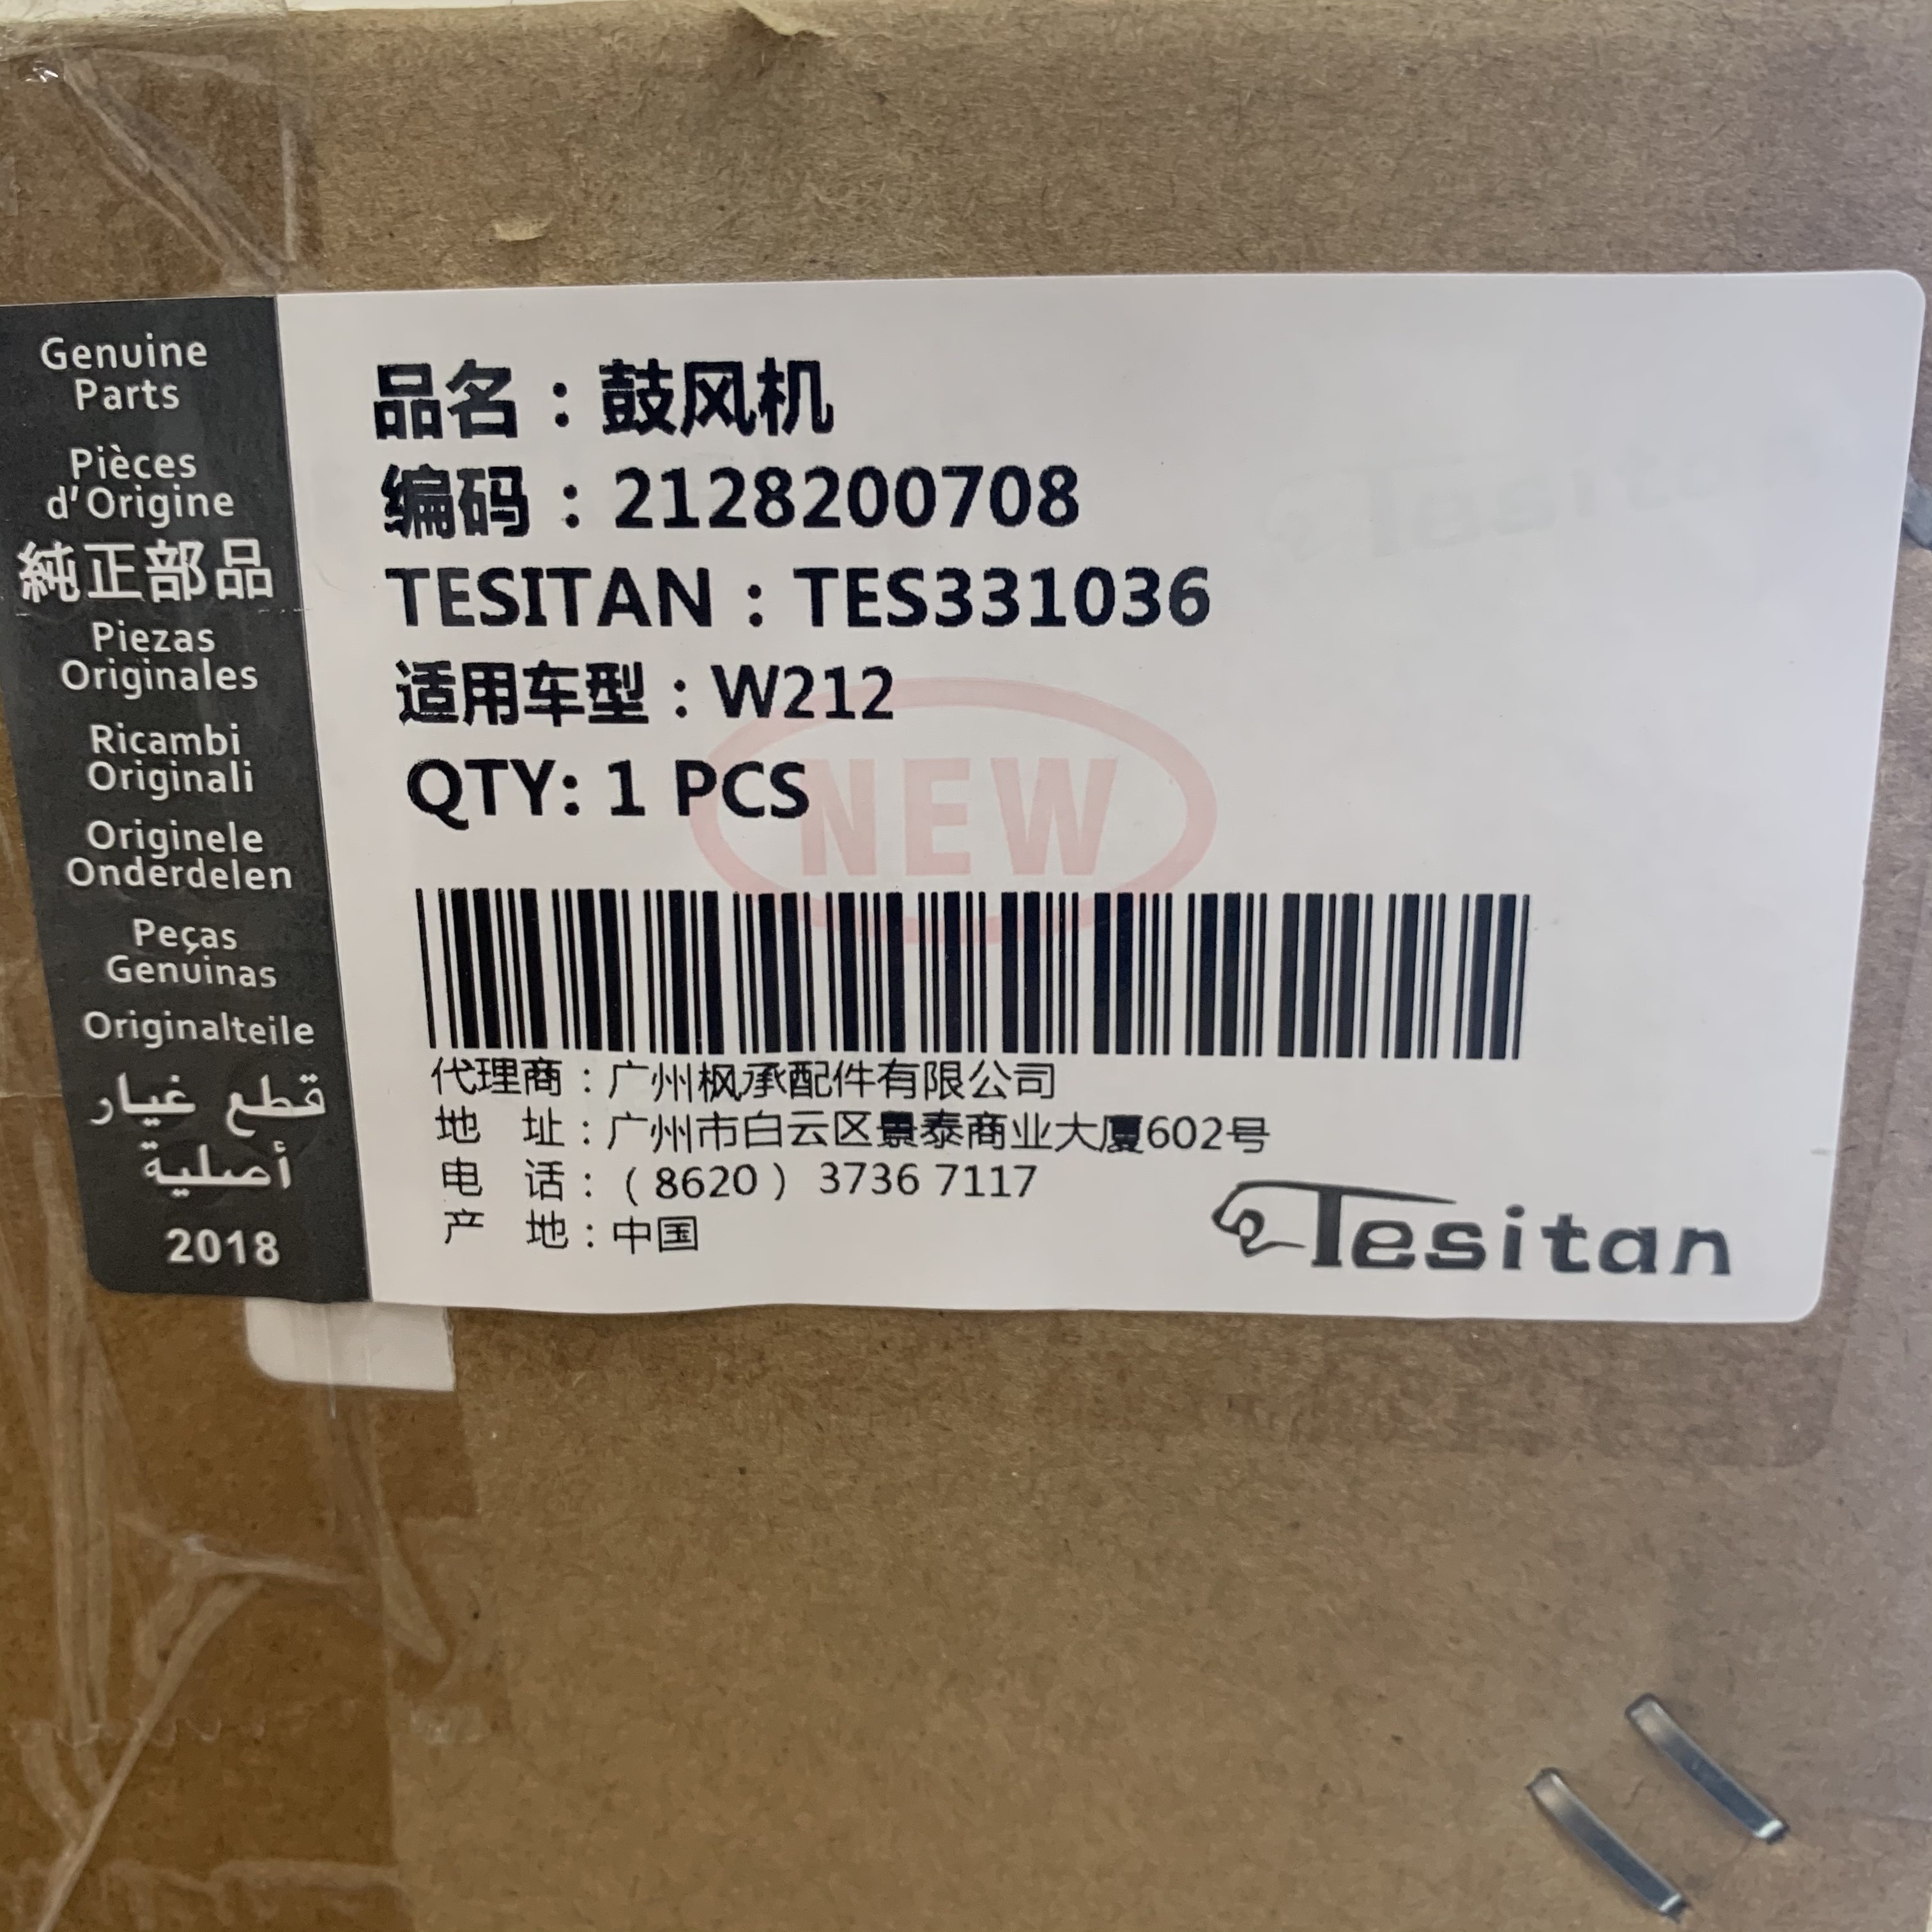 Genuine
Parts
Pièces
d'Origine
純正部品
Piezas
Originales
Ricambi
Originali
Originele
Onderdelen
Peças
Genuinas
Originalteile
قطع غيار
أصلية
2018
品名：鼓风机
编码：2128200708
TESITAN：TES331036
适用车型：W212
QTY: 1 PCS
NEW
代理商：广州枫承配件有限公司
地 址：广州市白云区景泰商业大厦602号
电 话：（8620） 3736 7117
产 地：中国
Tesitan